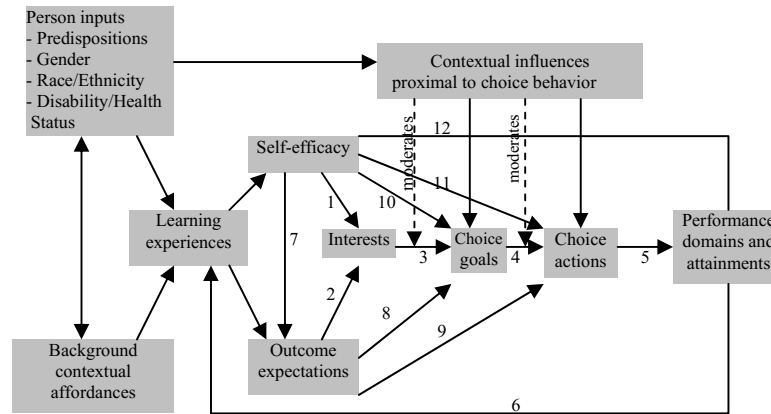 Person inputs
- Predispositions
- Gender
- Race/Ethnicity
- Disability/Health
Status
Contextual influences
proximal to choice behavior
moderates
moderates
12
Self-efficacy
11
1
10
Learning
experiences
7
Interests
3
Choice
goals
4
Choice
actions
5
Performance
domains and
attainments
2
8
9
Background
contextual
affordances
Outcome
expectations
6